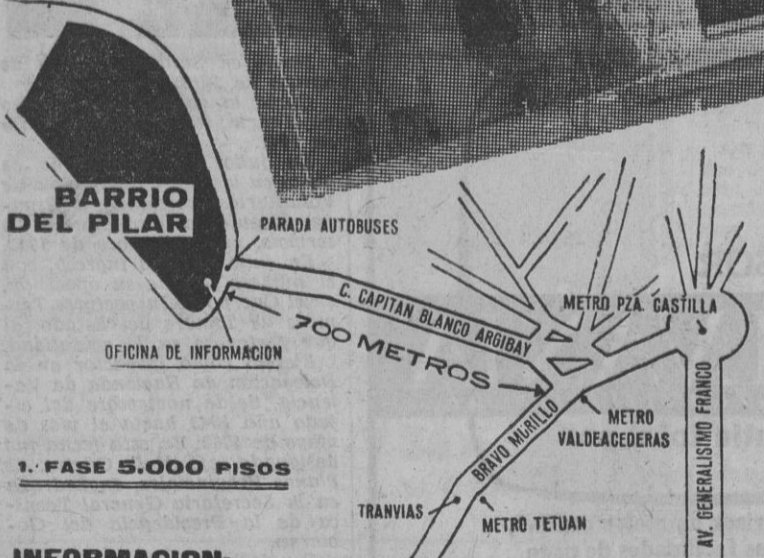 BARRIO
DEL PILAR
PARADA AUTOBUSES
C. CAPITAN BLANCO ARGIBAY
METRO PZA. CASTILLA
700 METROS
OFICINA DE INFORMACION
METRO
VALDEACEDERAS
BRAVO MURILLO
AV. GENERALISIMO FRANCO
1.ª FASE 5.000 PISOS
TRANVIAS
METRO TETUAN
INFORMACION: